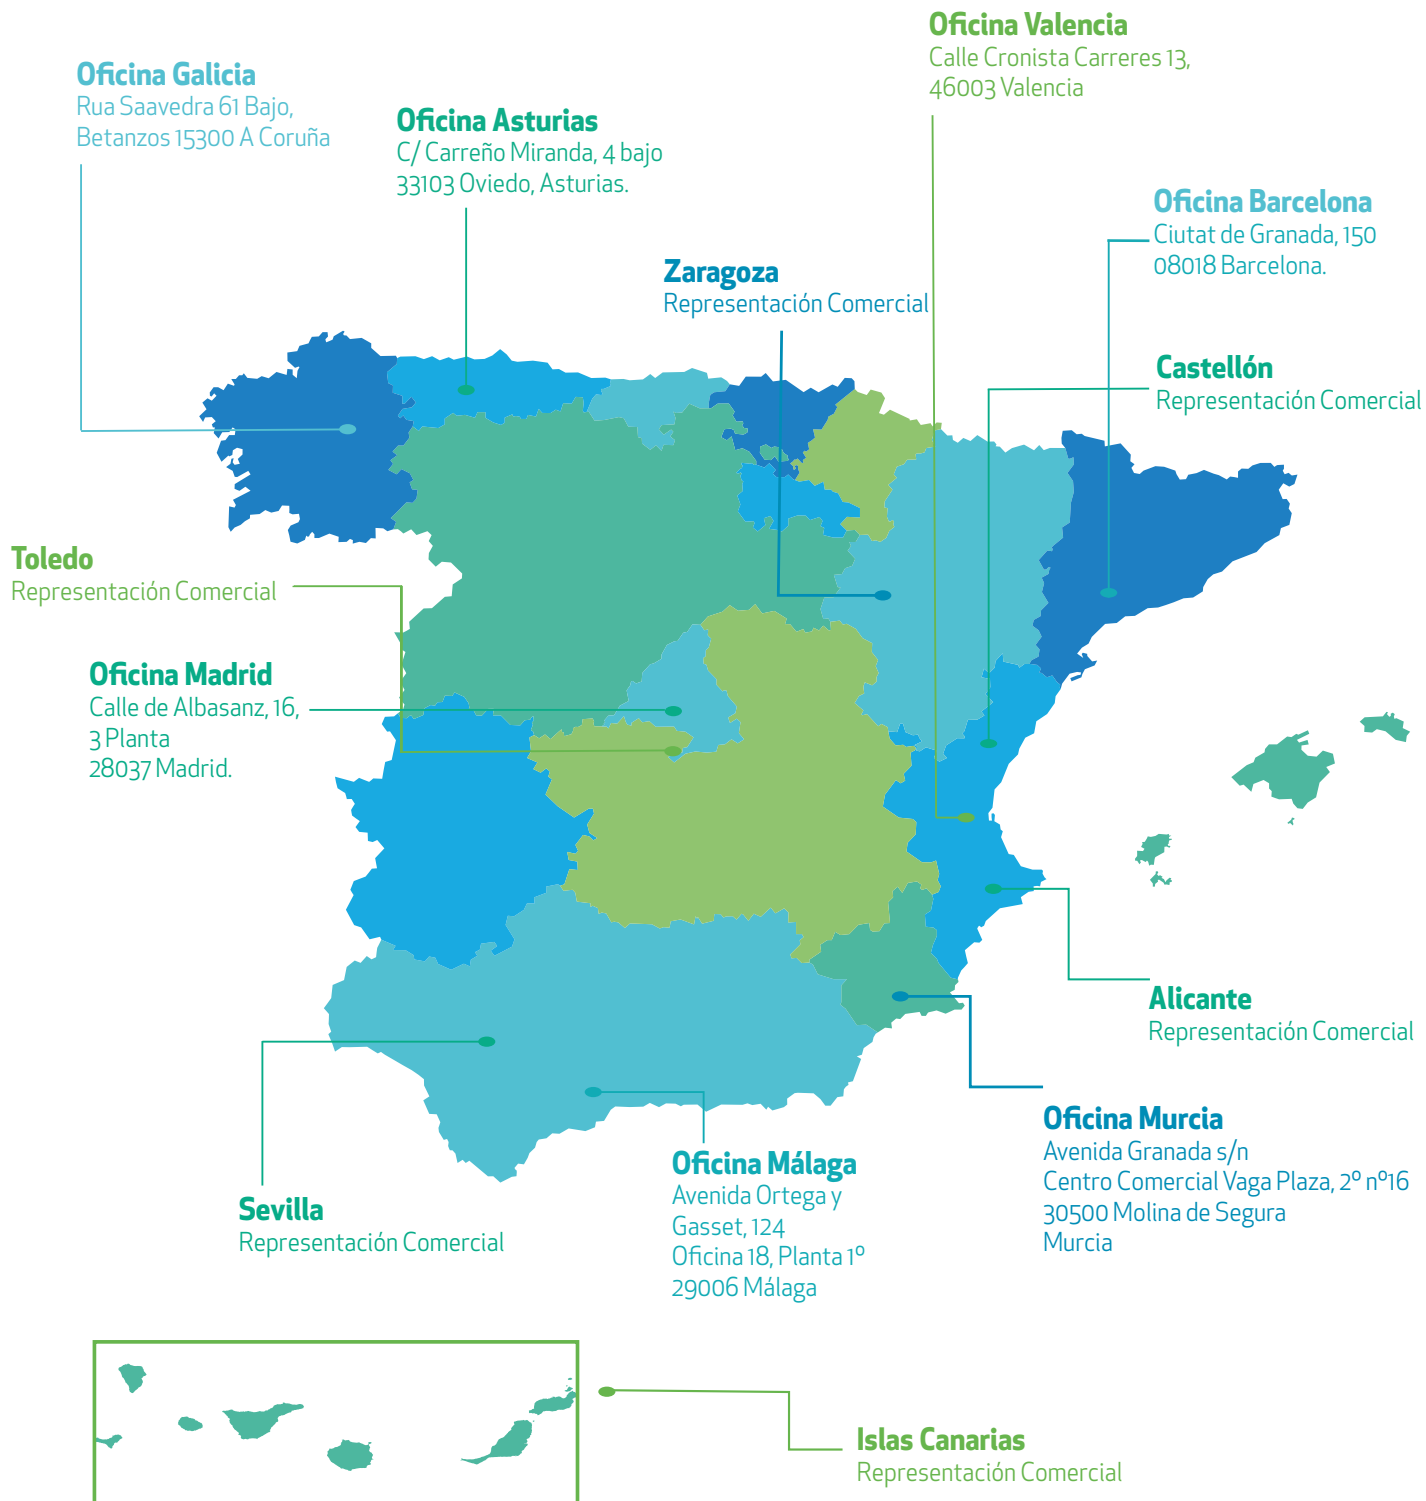 Oficina Valencia
Calle Cronista Carreres 13,
46003 Valencia
Oficina Galicia
Rua Saavedra 61 Bajo,
Betanzos 15300 A Coruña
Oficina Asturias
C/ Carreño Miranda, 4 bajo
33103 Oviedo, Asturias.
Oficina Barcelona
Ciutat de Granada, 150
08018 Barcelona.
Zaragoza
Representación Comercial
Castellón
Representación Comercial
Toledo
Representación Comercial
Oficina Madrid
Calle de Albasanz, 16,
3 Planta
28037 Madrid.
Alicante
Representación Comercial
Oficina Murcia
Avenida Granada s/n
Centro Comercial Vaga Plaza, 2º nº16
30500 Molina de Segura
Murcia
Oficina Málaga
Avenida Ortega y
Gasset, 124
Oficina 18, Planta 1º
29006 Málaga
Sevilla
Representación Comercial
Islas Canarias
Representación Comercial